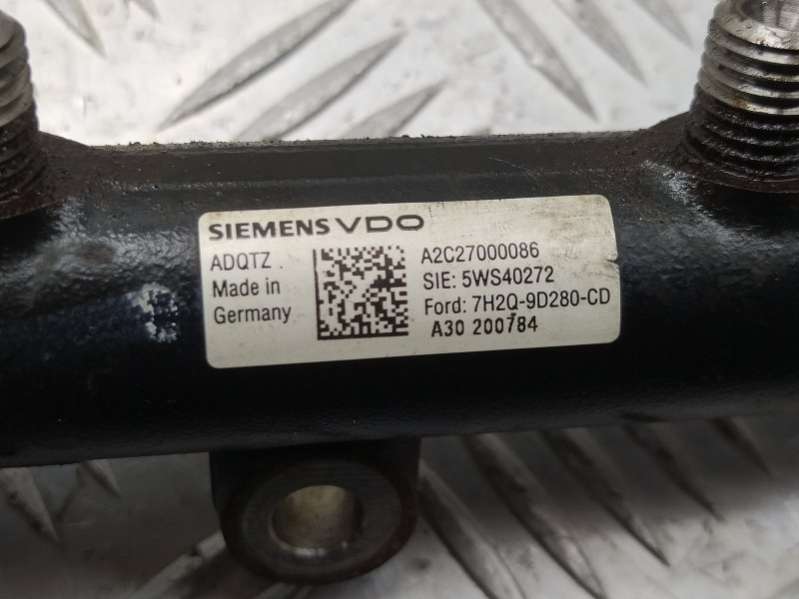 SIEMENS VDO
ADQTZ
Made in
Germany
A2C27000086
SIE: 5WS40272
Ford: 7H2Q-9D280-CD
A30 200784